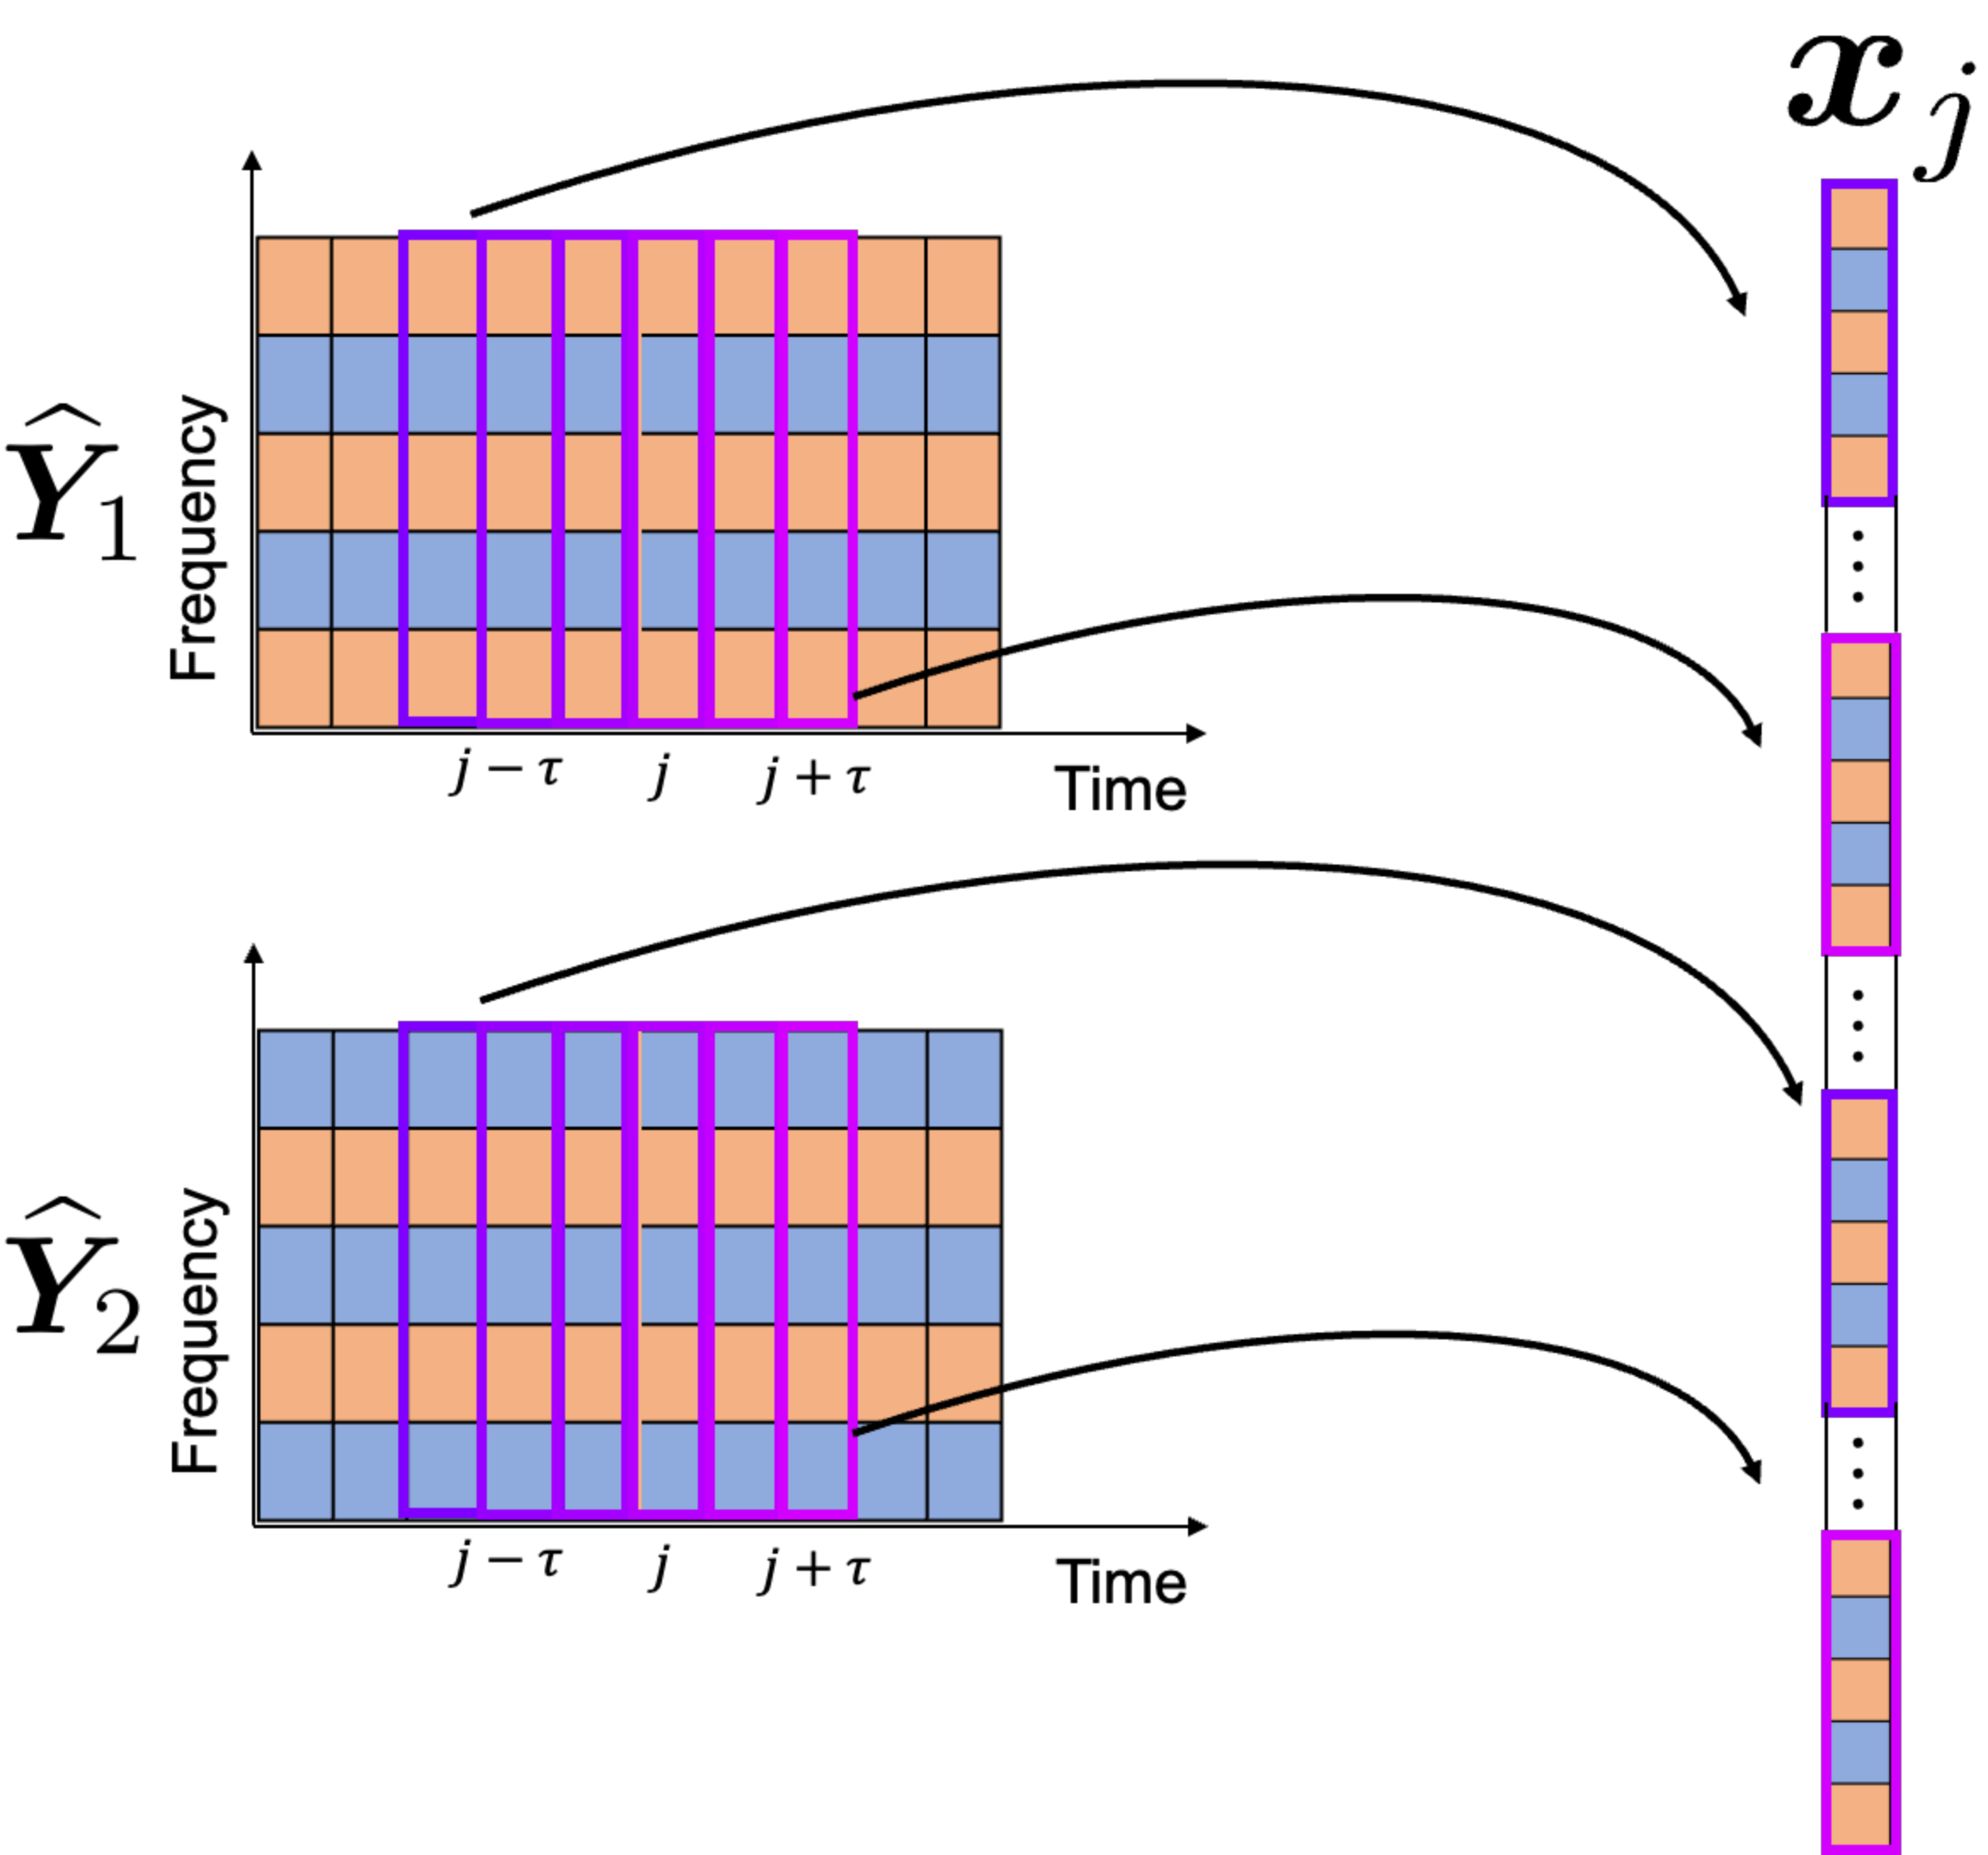 x_j
Ŷ_1
Frequency
j − τ j j + τ
Time
Ŷ_2
Frequency
j − τ j j + τ
Time